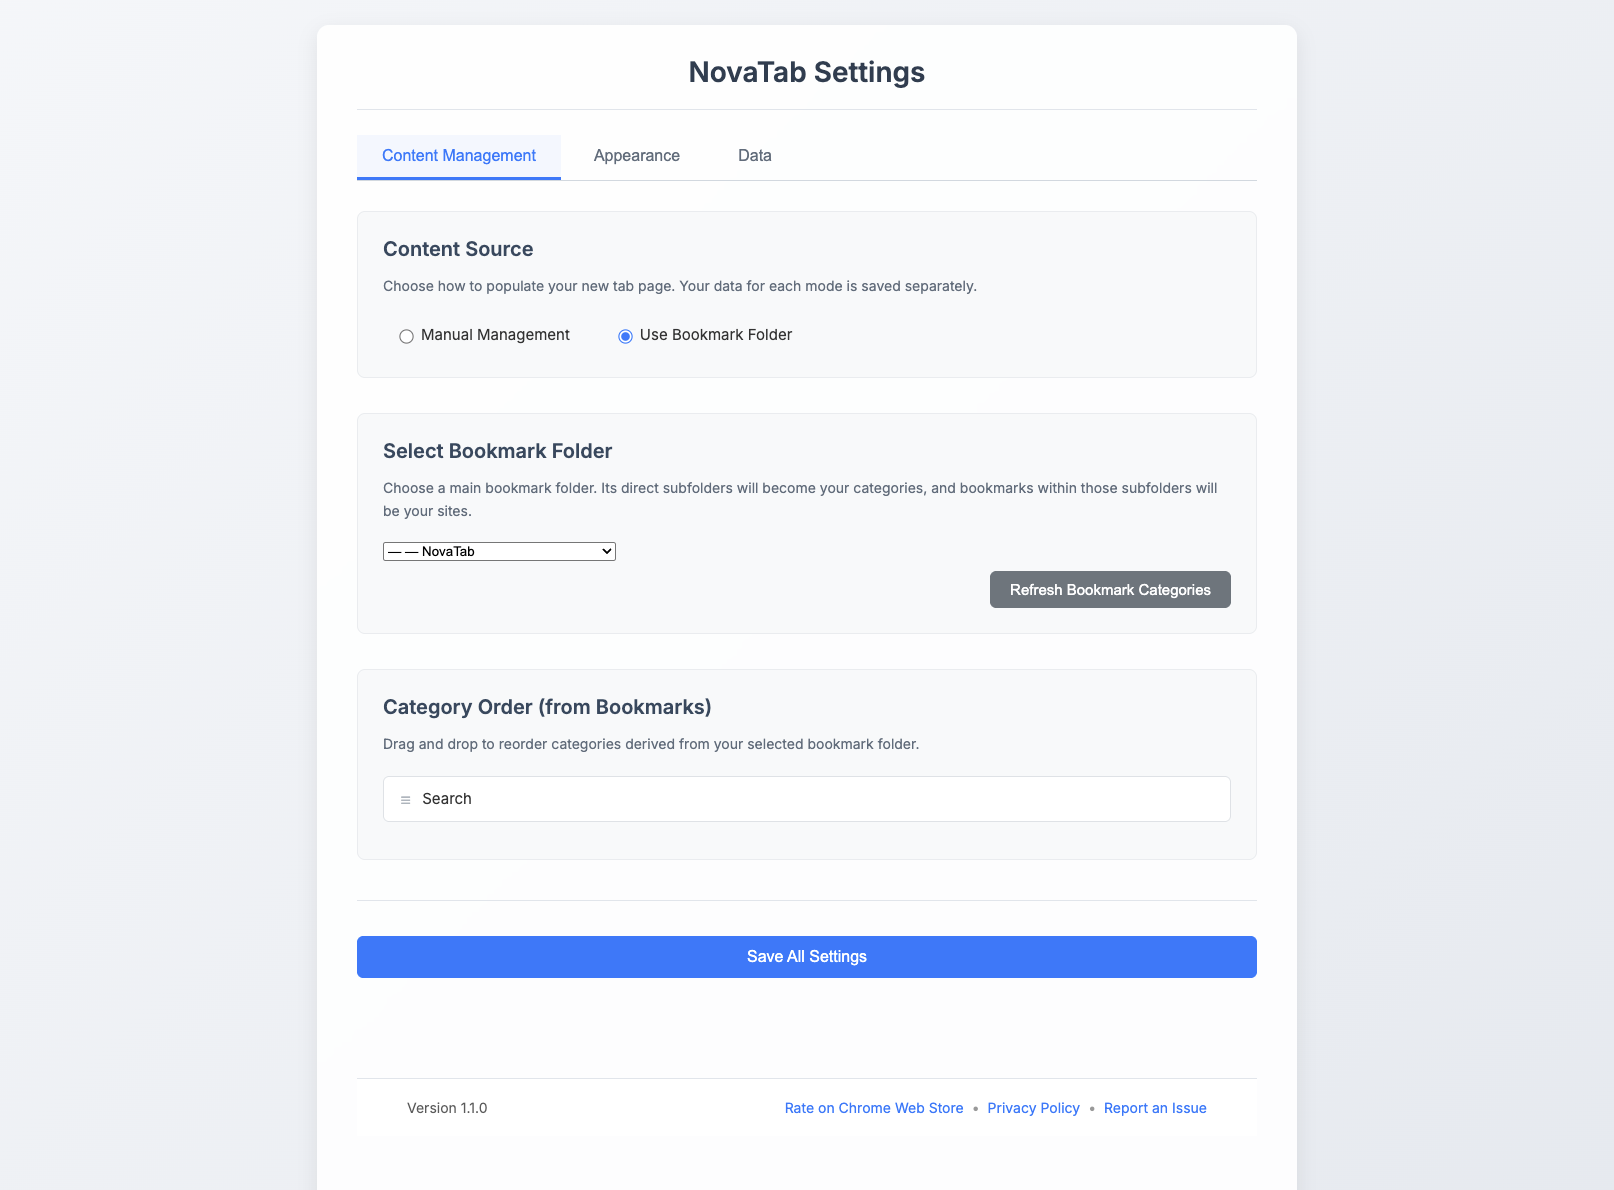 NovaTab Settings
Content Management
Appearance
Data
Content Source
Choose how to populate your new tab page. Your data for each mode is saved separately.
Manual Management
Use Bookmark Folder
Select Bookmark Folder
Choose a main bookmark folder. Its direct subfolders will become your categories, and bookmarks within those subfolders will
be your sites.
— — NovaTab
Refresh Bookmark Categories
Category Order (from Bookmarks)
Drag and drop to reorder categories derived from your selected bookmark folder.
≡ Search
Save All Settings
Version 1.1.0
Rate on Chrome Web Store • Privacy Policy • Report an Issue